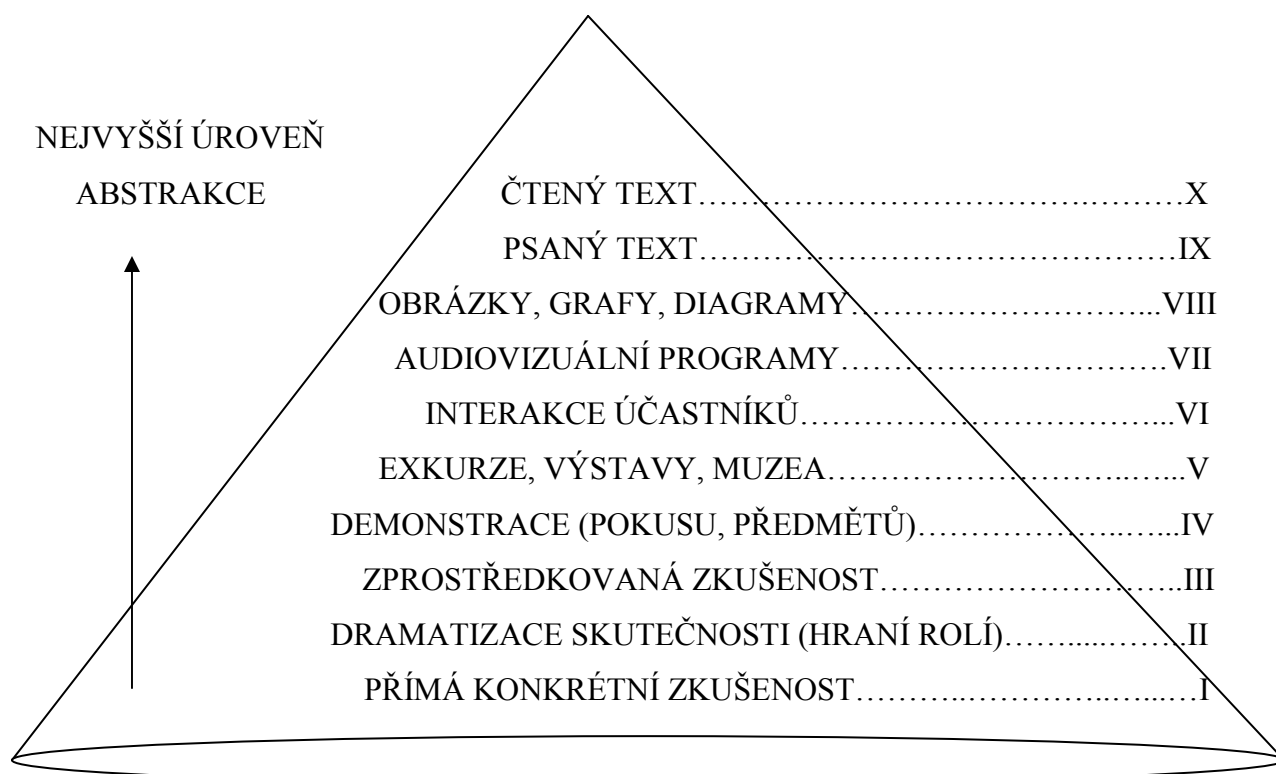 NEJVYŠŠÍ ÚROVEŇ
ABSTRAKCE
ČTENÝ TEXT…………………………………..………X
PSANÝ TEXT……………………………………………IX
OBRÁZKY, GRAFY, DIAGRAMY…………………………...VIII
AUDIOVIZUÁLNÍ PROGRAMY…………………………….VII
INTERAKCE ÚČASTNÍKŮ………………………………...VI
EXKURZE, VÝSTAVY, MUZEA……………………..…...V
DEMONSTRACE (POKUSU, PŘEDMĚTŮ)………………..…...IV
ZPROSTŘEDKOVANÁ ZKUŠENOST…………………………...III
DRAMATIZACE SKUTEČNOSTI (HRANÍ ROLÍ)…….....……..II
PŘÍMÁ KONKRÉTNÍ ZKUŠENOST………..……………..…...…I